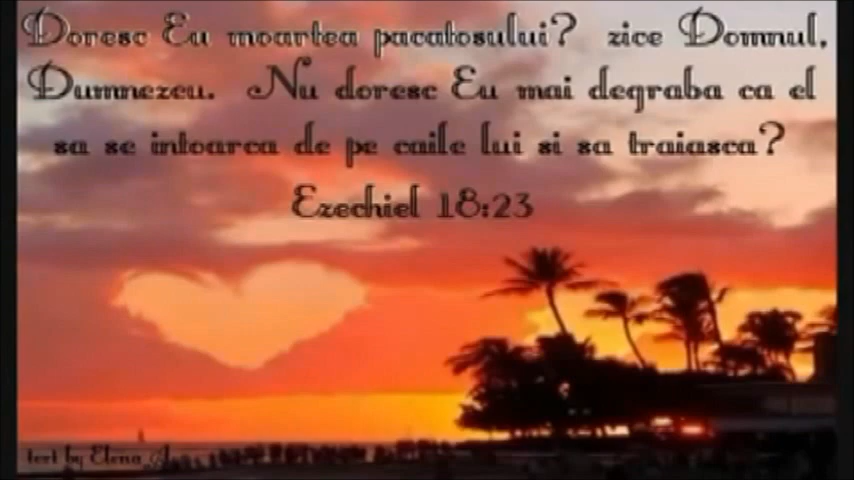 Doresc Eu moartea pacatosului? zice Domnul,
Dumnezeu. Nu doresc Eu mai degraba ca el
sa se intoarca de pe caile lui si sa traiasca?
Ezechiel 18:23
text by Elena